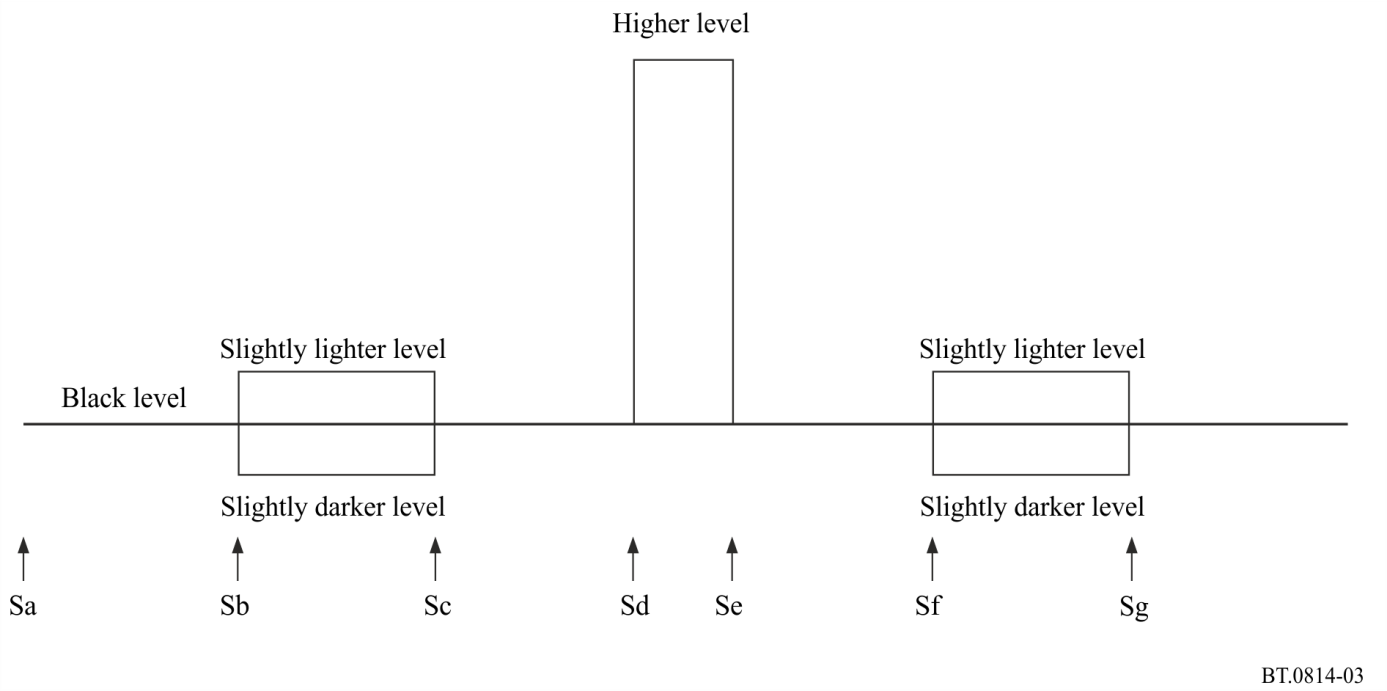 Higher level
Slightly lighter level
Slightly lighter level
Black level
Slightly darker level
Slightly darker level
Sa
Sb
Sc
Sd
Se
Sf
Sg
BT.0814-03